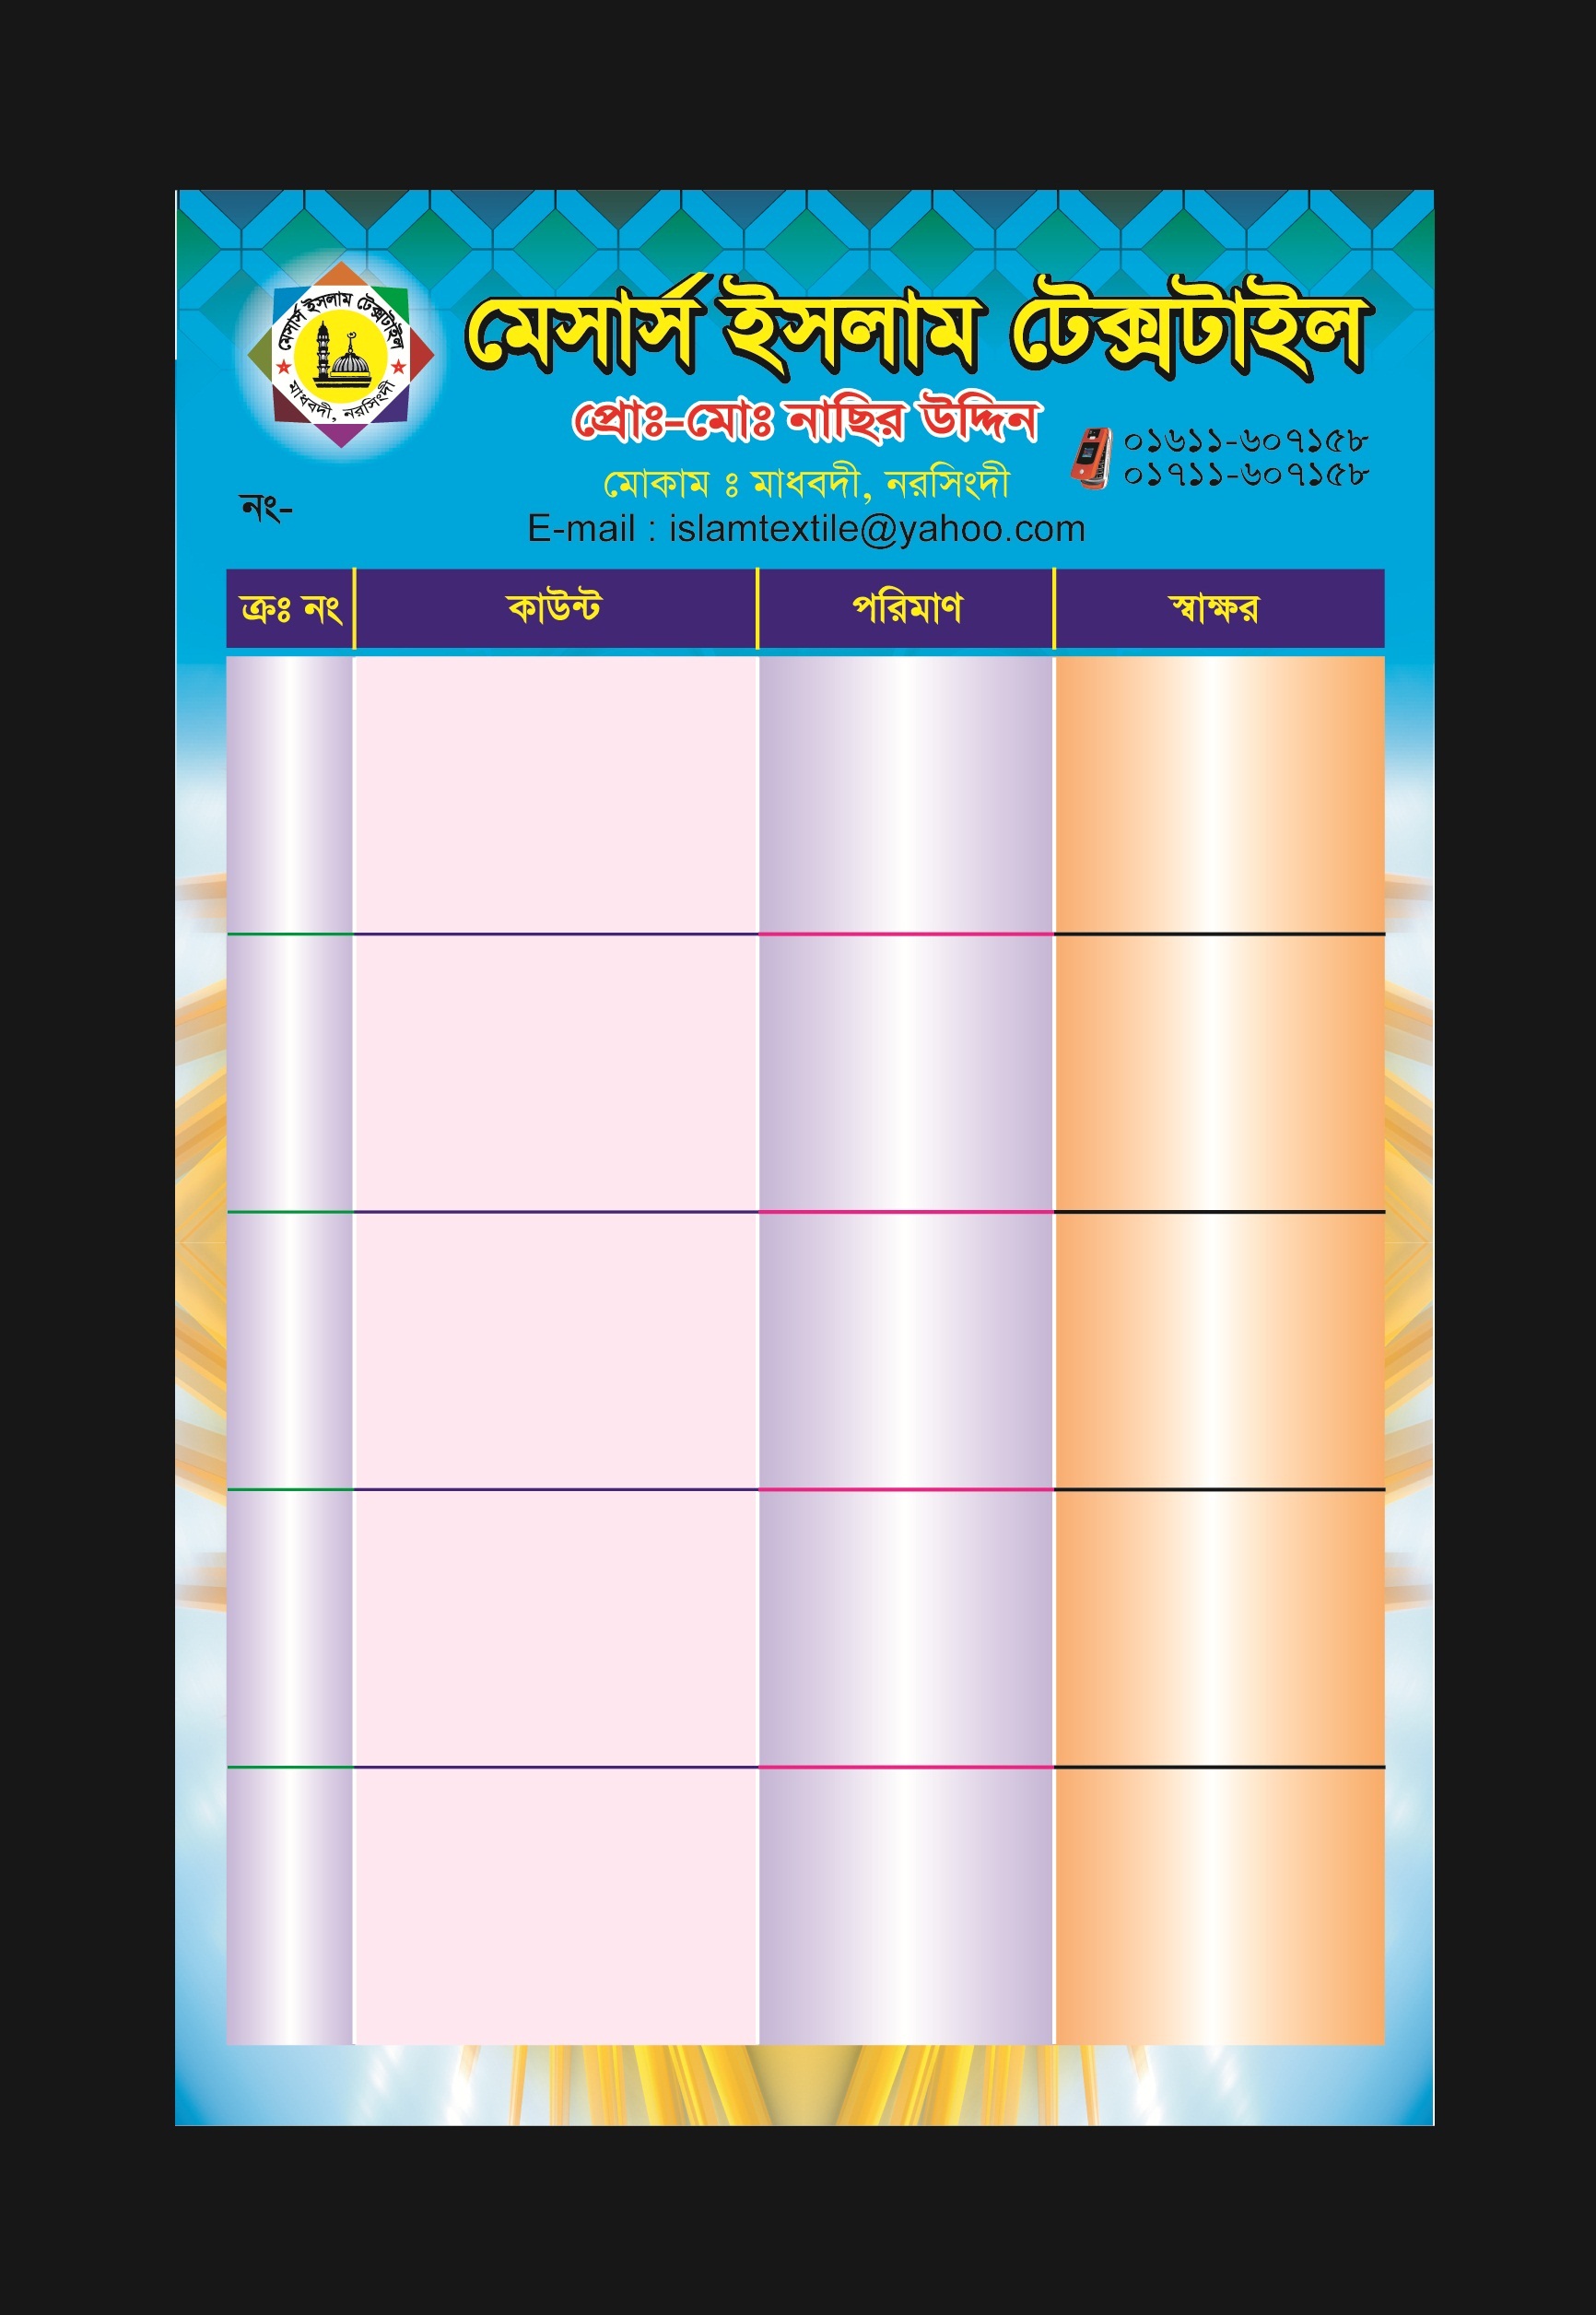 মেসার্স ইসলাম টেক্সটাইল
মাধবদী, নরসিংদী
মেসার্স ইসলাম টেক্সটাইল
প্রোঃ-মোঃ নাছির উদ্দিন
০১৬১১-৬০৭১৫৮
০১৭১১-৬০৭১৫৮
মোকাম ঃ মাধবদী, নরসিংদী
নং-
E-mail : islamtextile@yahoo.com
ক্রঃ নং কাউন্ট পরিমাণ স্বাক্ষর